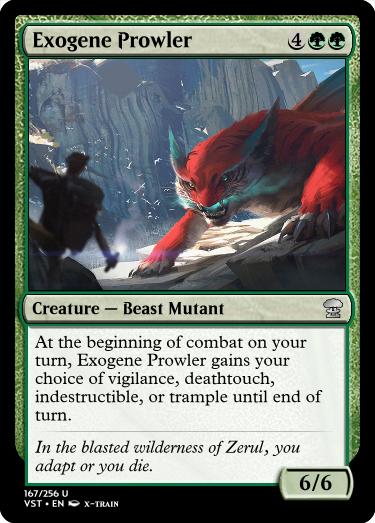 Exogene Prowler 4
Creature — Beast Mutant
At the beginning of combat on your
turn, Exogene Prowler gains your
choice of vigilance, deathtouch,
indestructible, or trample until end of
turn.
In the blasted wilderness of Zerul, you
adapt or you die.
6/6
167/256 U
VST • EN X-TRAIN